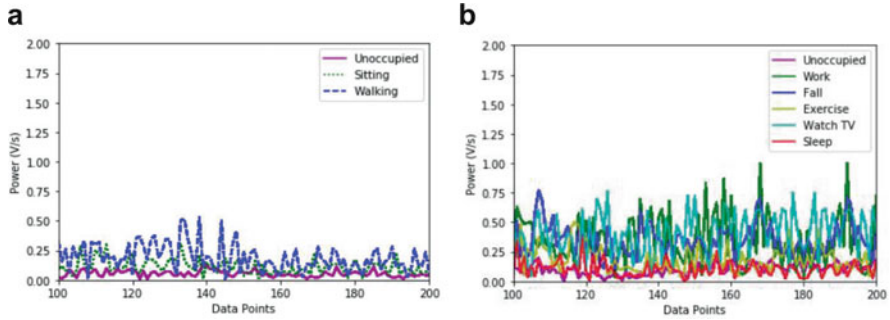 a
2.00
1.75
1.50
1.25
1.00
0.75
0.50
0.25
0.00
Power (V/s)
100
120
140
160
180
200
Data Points
Unoccupied
Sitting
Walking
b
2.00
1.75
1.50
1.25
1.00
0.75
0.50
0.25
0.00
Power (V/s)
100
120
140
160
180
200
Data Points
Unoccupied
Work
Fall
Exercise
Watch TV
Sleep